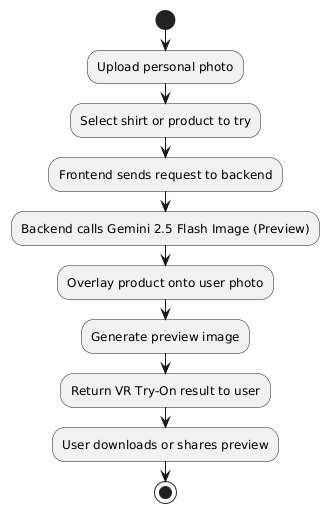 Upload personal photo
Select shirt or product to try
Frontend sends request to backend
Backend calls Gemini 2.5 Flash Image (Preview)
Overlay product onto user photo
Generate preview image
Return VR Try-On result to user
User downloads or shares preview